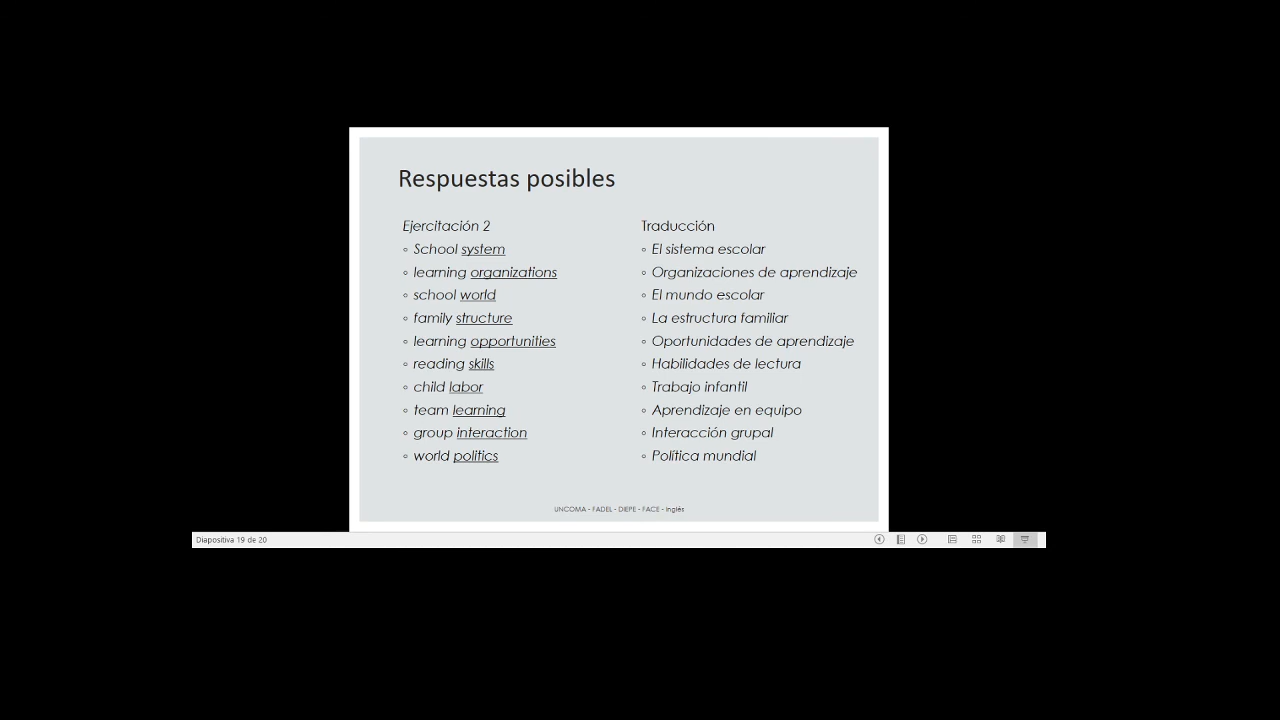 Respuestas posibles
Ejercitación 2
School system
learning organizations
school world
family structure
learning opportunities
reading skills
child labor
team learning
group interaction
world politics
Traducción
El sistema escolar
Organizaciones de aprendizaje
El mundo escolar
La estructura familiar
Oportunidades de aprendizaje
Habilidades de lectura
Trabajo infantil
Aprendizaje en equipo
Interacción grupal
Política mundial
UNCOMA - FADEL - DIEPE - FACE - Inglés
Diapositiva 19 de 20